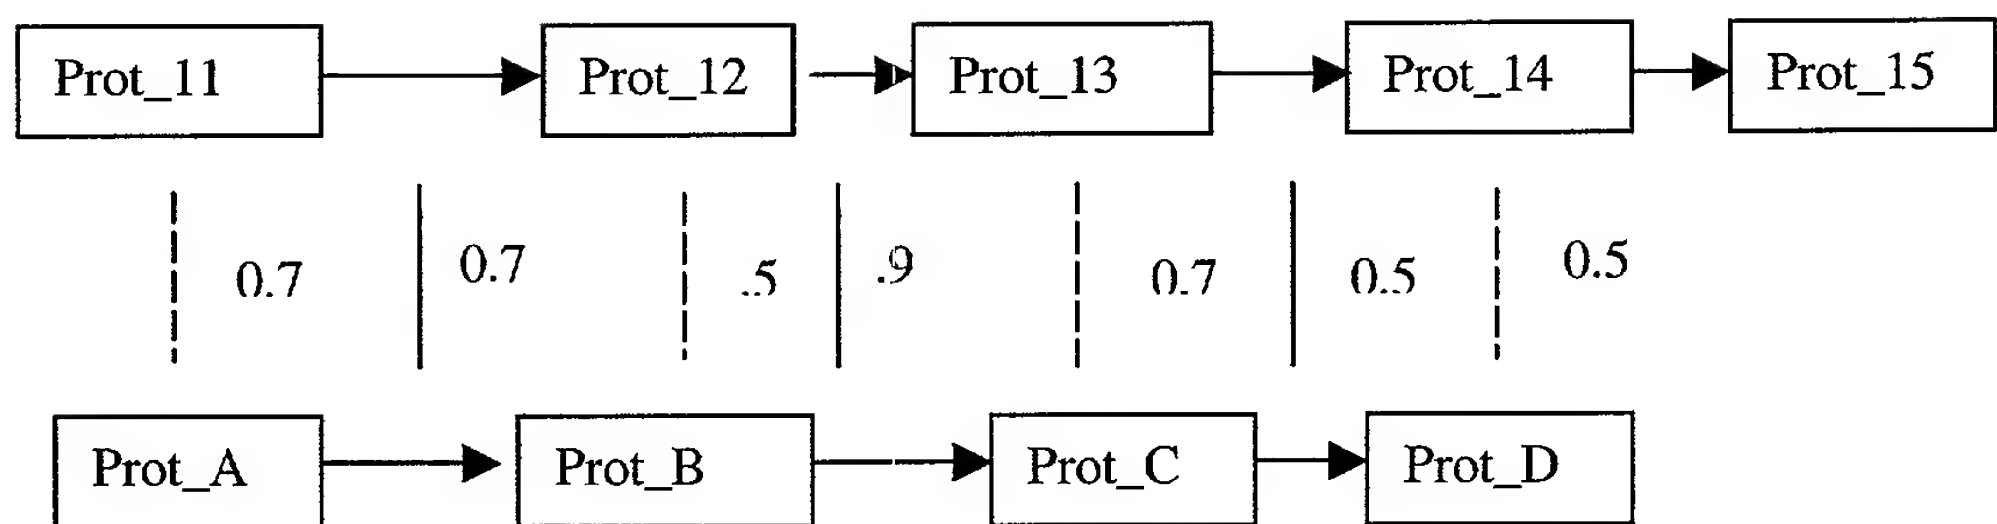 Prot_11 Prot_12 Prot_13 Prot_14 Prot_15
0.7 0.7 .5 .9 0.7 0.5 0.5
Prot_A Prot_B Prot_C Prot_D